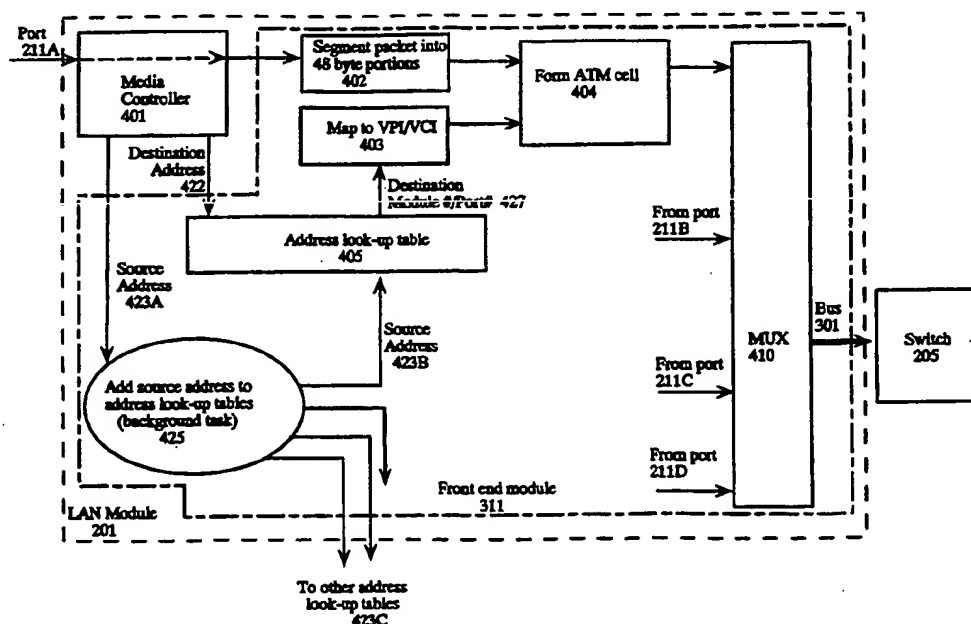 Port
211A
Media
Controller
401
Segment packet into
48 byte portions
402
Form ATM cell
404
Map to VPI/VCI
403
Destination
Address
422
Destination
Module #/Port# 427
Address look-up table
405
Source
Address
423A
Source
Address
423B
Add source address to
address look-up tables
(background task)
425
From port
211B
From port
211C
From port
211D
MUX
410
Bus
301
Switch
205
Front end module
311
LAN Module
201
To other address
look-up tables
423C